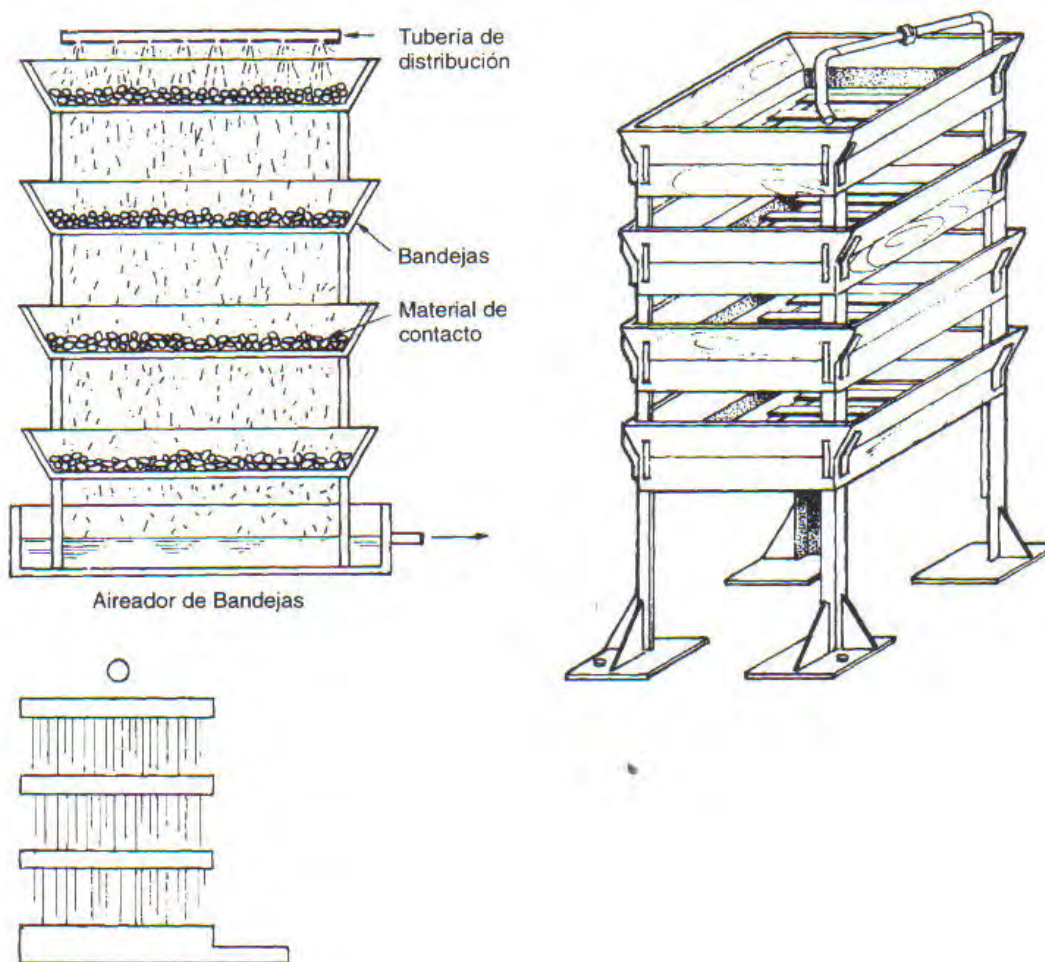 Tubería de
distribución
Bandejas
Material de
contacto
Aireador de Bandejas